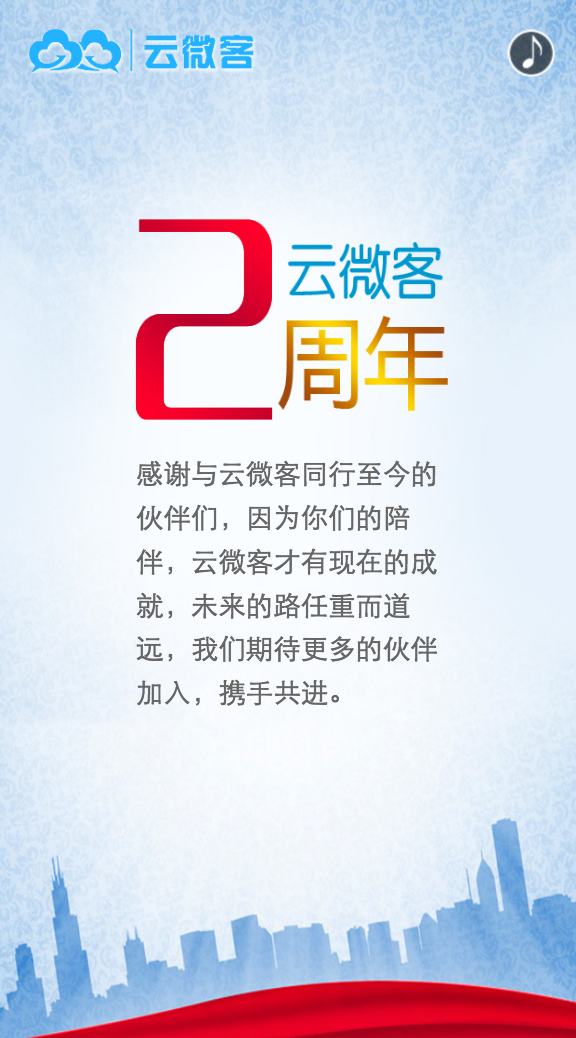 云微客
2
云微客
周年
感谢与云微客同行至今的
伙伴们，因为你们的陪
伴，云微客才有现在的成
就，未来的路任重而道
远，我们期待更多的伙伴
加入，携手共进。